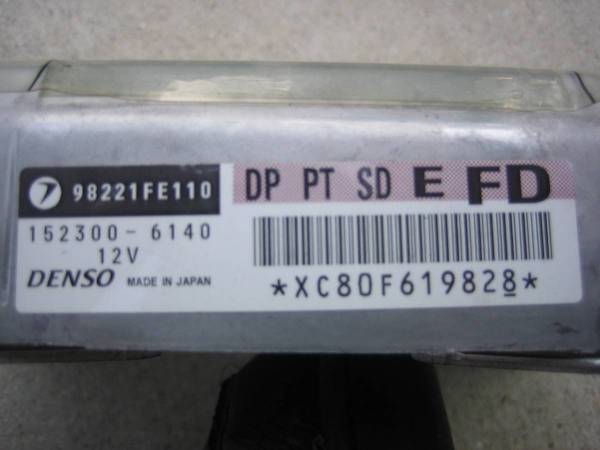 98221FE110 DP PT SD E FD
152300-6140
12V
DENSO MADE IN JAPAN
*XC80F619828*